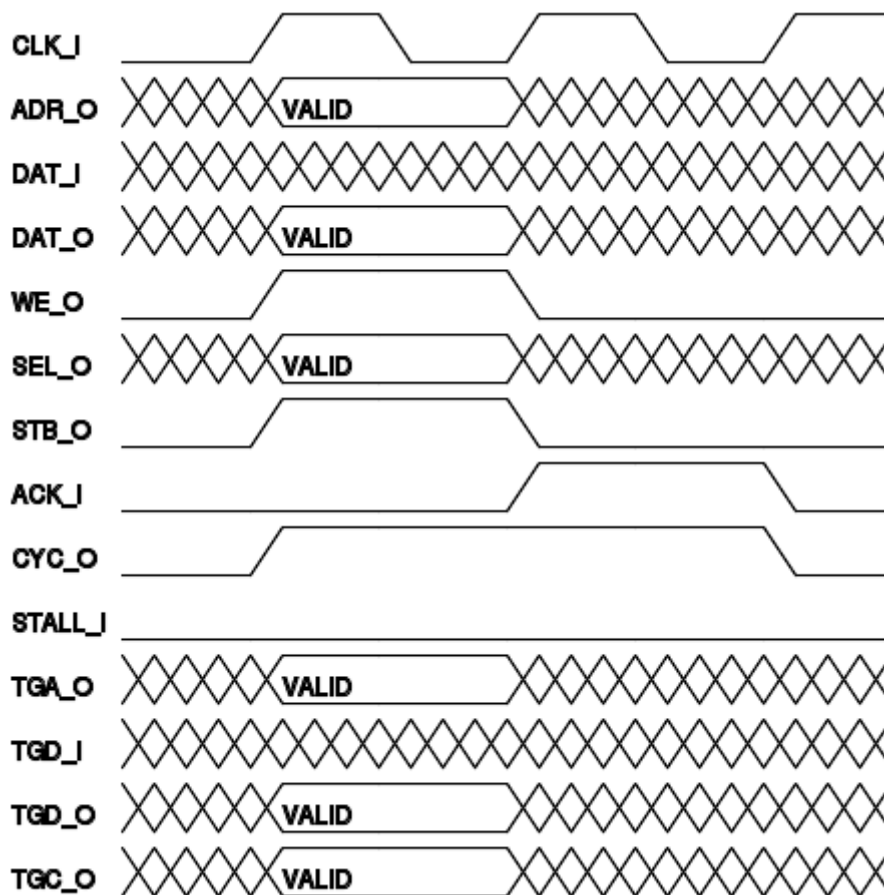 CLK_I
ADR_O VALID
DAT_I
DAT_O VALID
WE_O
SEL_O VALID
STB_O
ACK_I
CYC_O
STALL_I
TGA_O VALID
TGD_I
TGD_O VALID
TGC_O VALID